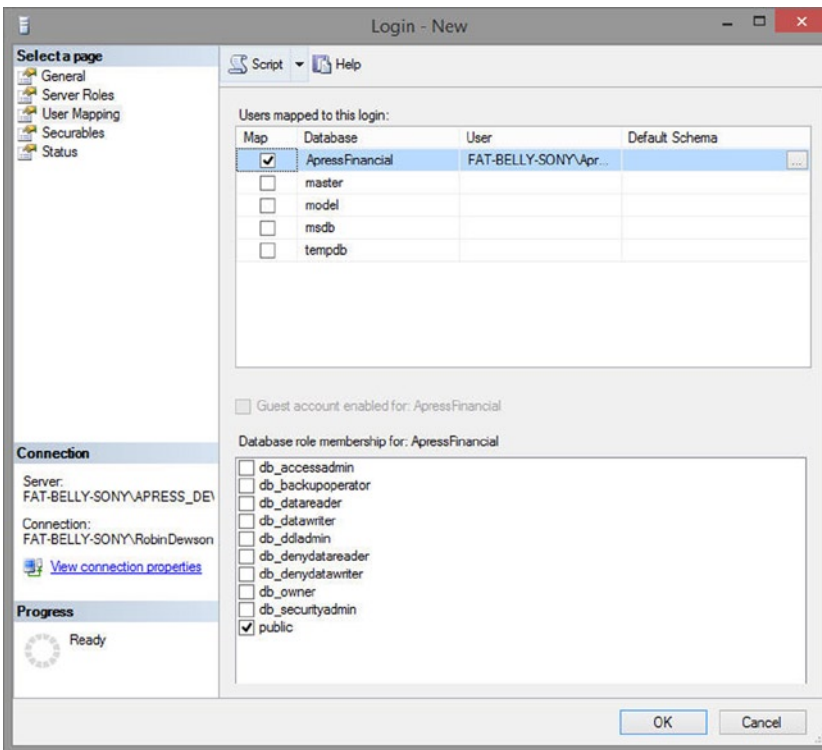 Login - New
Select a page
General
Server Roles
User Mapping
Securables
Status
Script
Help
Users mapped to this login:
Map Database User Default Schema
ApressFinancial FAT-BELLY-SONY\Apr... ...
master
model
msdb
tempdb
Guest account enabled for: ApressFinancial
Database role membership for: ApressFinancial
db_accessadmin
db_backupoperator
db_datareader
db_datawriter
db_ddladmin
db_denydatareader
db_denydatawriter
db_owner
db_securityadmin
public
Connection
Server:
FAT-BELLY-SONY\APRESS_DEV
Connection:
FAT-BELLY-SONY\RobinDewson
View connection properties
Progress
Ready
OK Cancel